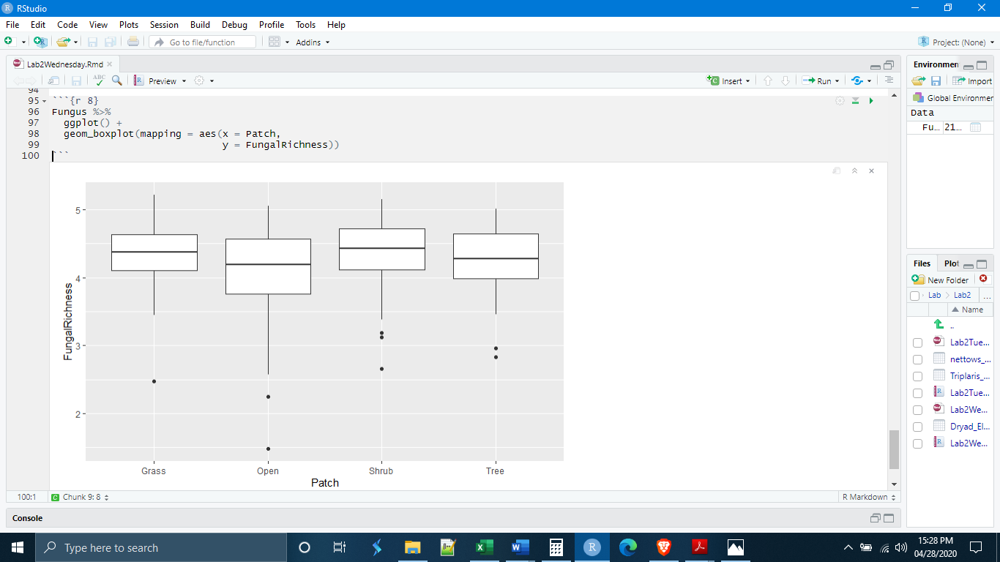 RStudio
File Edit Code View Plots Session Build Debug Profile Tools Help
Go to file/function
Addins
Project: (None)
Lab2Wednesday.Rmd
ABC
Preview
Insert
Run
94
95 ```{r 8}
96 Fungus %>%
97 ggplot() +
98 geom_boxplot(mapping = aes(x = Patch,
99 y = FungalRichness))
100 ```
FungalRichness
5
4
3
2
Grass Open Shrub Tree
Patch
100:1
Chunk 9: 8
R Markdown
Console
Environmen
Import
Global Environmer
Data
Fu... 21...
Files Plot
New Folder
Lab Lab2 ...
Name
..
Lab2Tue...
nettows_...
Triplaris_...
Lab2Tue...
Lab2We...
Dryad_El...
Lab2We...
Type here to search
15:28 PM
04/28/2020